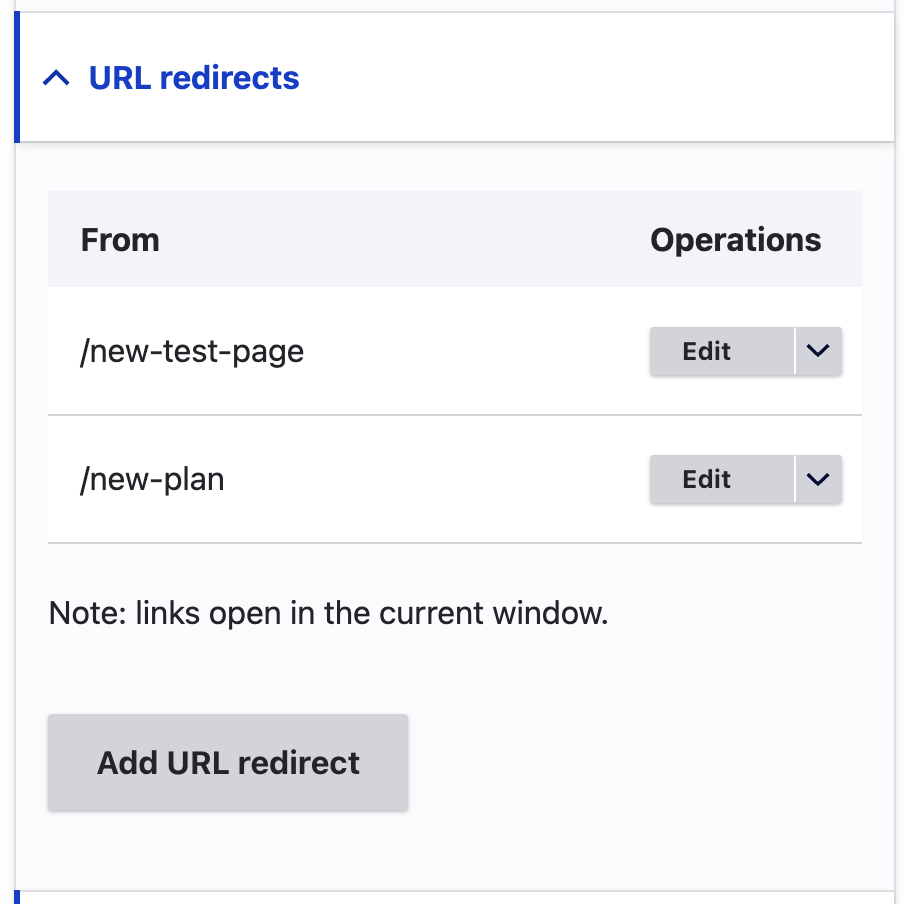 URL redirects
From Operations
/new-test-page Edit
/new-plan Edit
Note: links open in the current window.
Add URL redirect